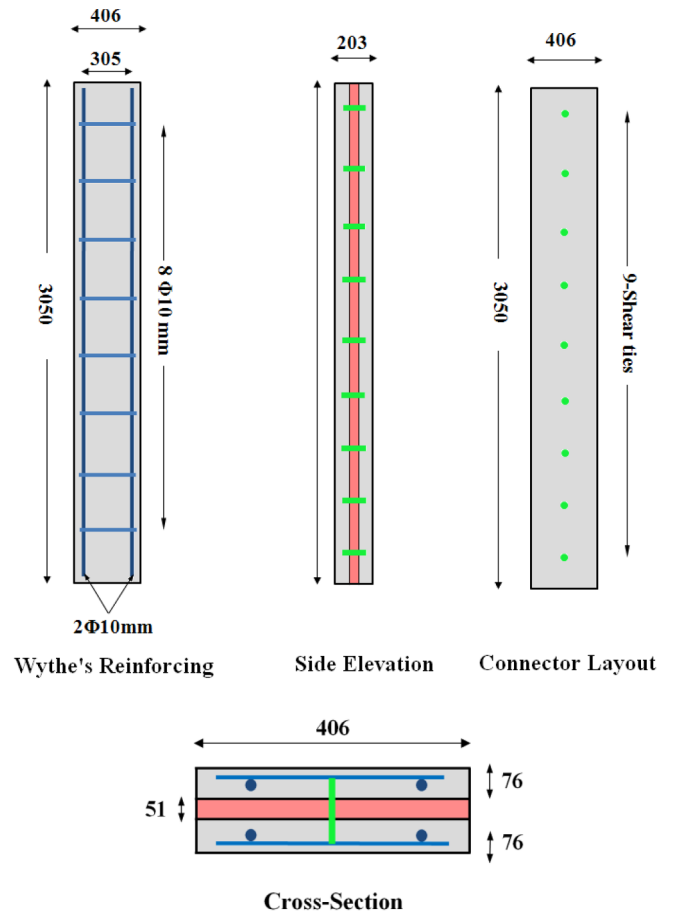 406
305
3050
8 Φ10 mm
2Φ10mm
Wythe's Reinforcing
203
3050
Side Elevation
406
9-Shear ties
Connector Layout
406
51
76
76
Cross-Section